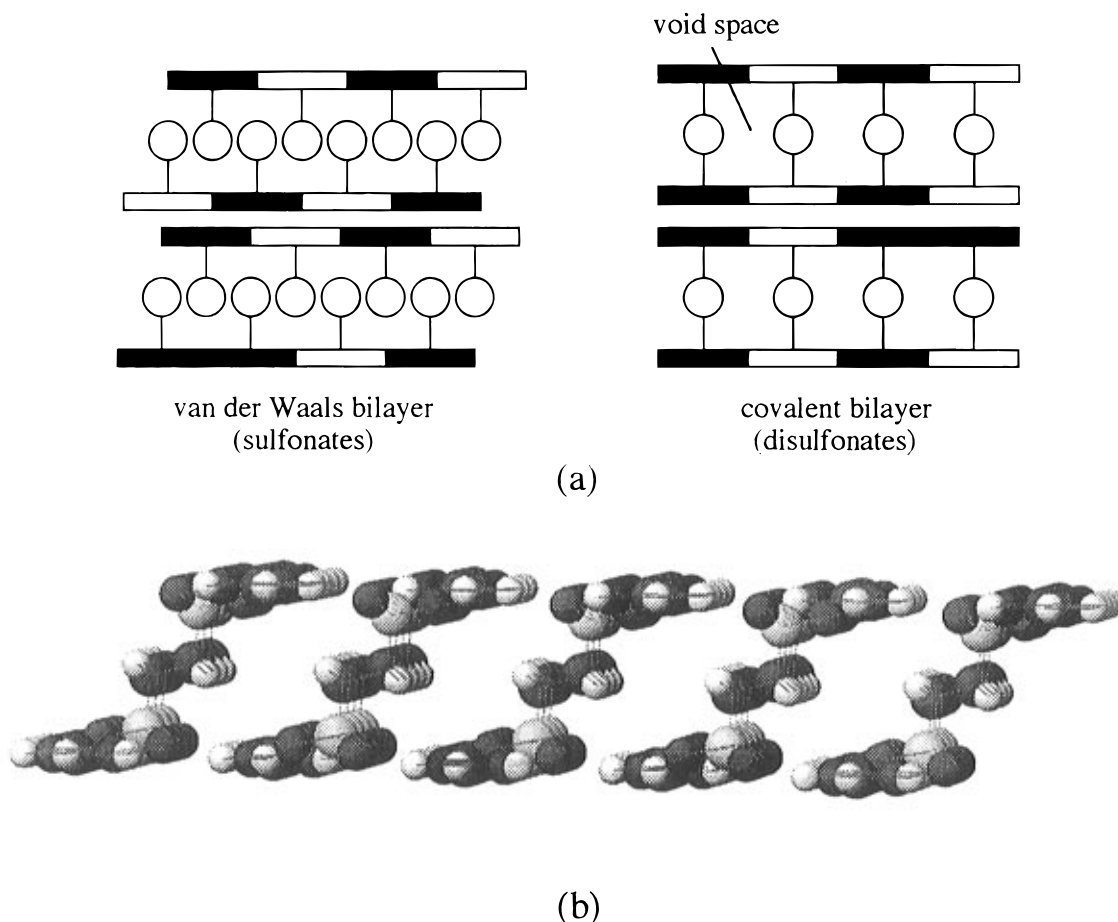 void space
van der Waals bilayer
(sulfonates)
covalent bilayer
(disulfonates)
(a)
(b)